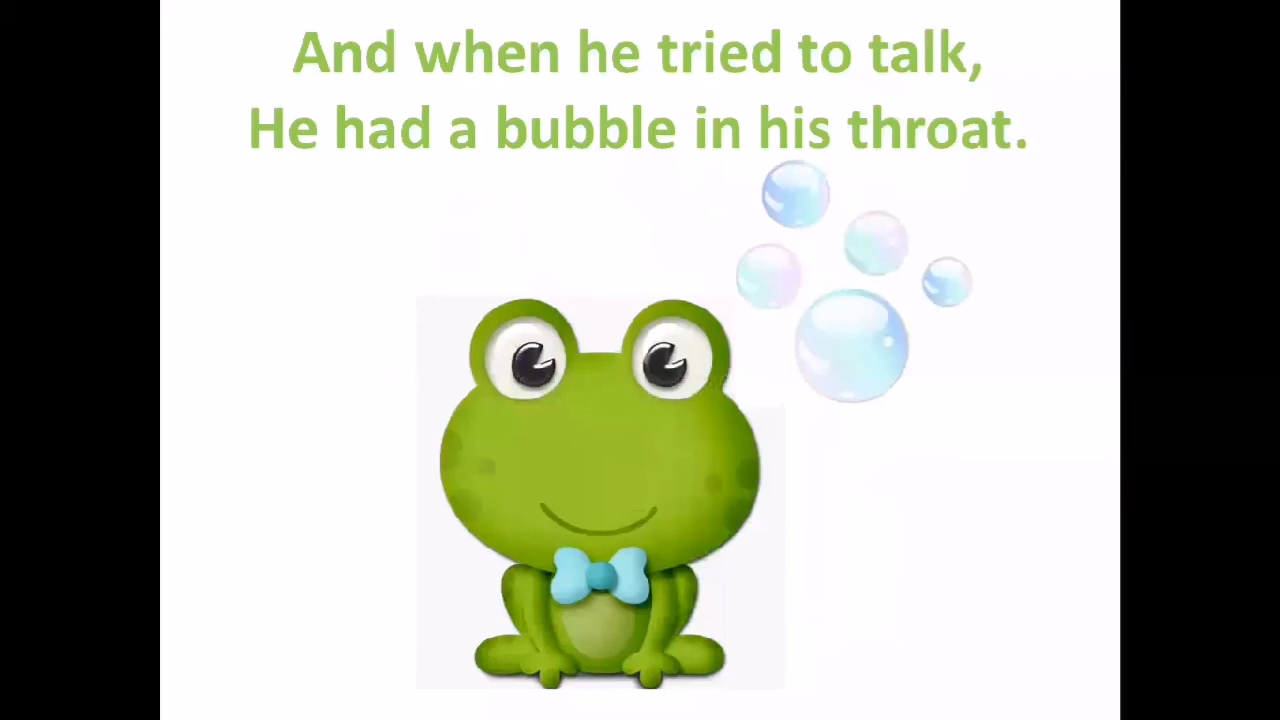 And when he tried to talk,
He had a bubble in his throat.